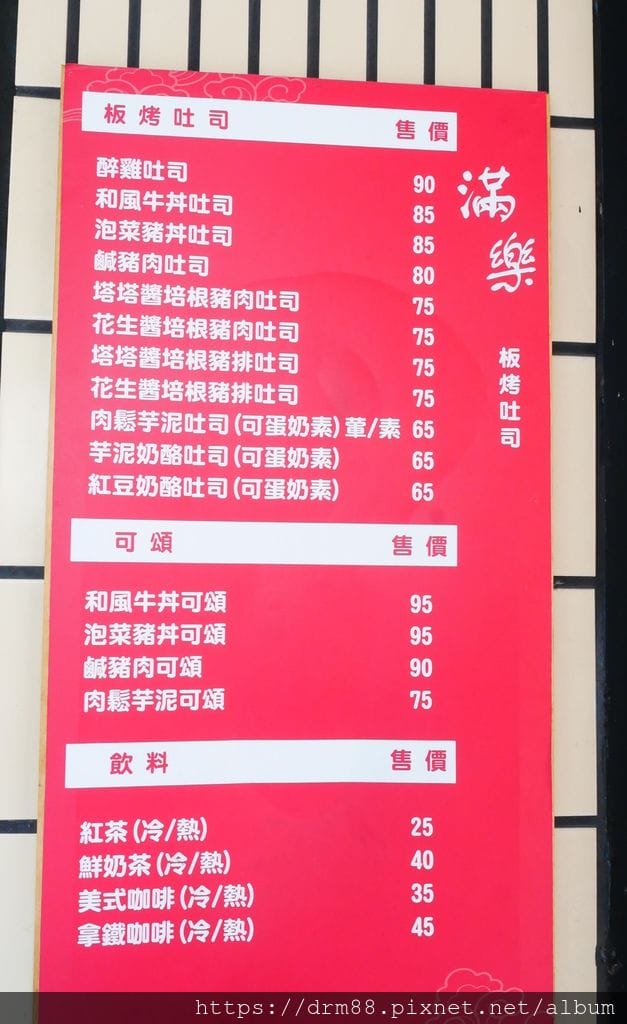 板烤吐司 售價
醉雞吐司 90
和風牛丼吐司 85
泡菜豬丼吐司 85
鹹豬肉吐司 80
塔塔醬培根豬肉吐司 75
花生醬培根豬肉吐司 75
塔塔醬培根豬排吐司 75
花生醬培根豬排吐司 75
肉鬆芋泥吐司(可蛋奶素)葷/素 65
芋泥奶酪吐司(可蛋奶素) 65
紅豆奶酪吐司(可蛋奶素) 65
可頌 售價
和風牛丼可頌 95
泡菜豬丼可頌 95
鹹豬肉可頌 90
肉鬆芋泥可頌 75
飲料 售價
紅茶(冷/熱) 25
鮮奶茶(冷/熱) 40
美式咖啡(冷/熱) 35
拿鐵咖啡(冷/熱) 45
滿樂
板烤吐司
https://drm88.pixnet.net/album